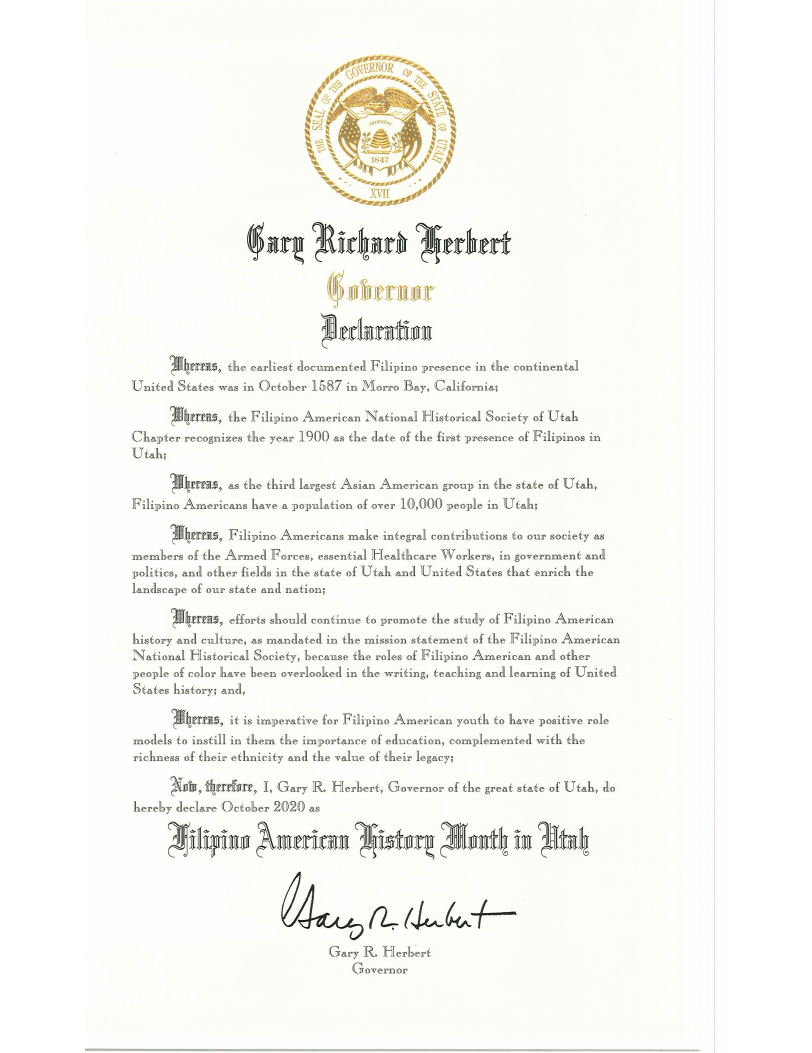 THE SEAL OF THE GOVERNOR OF THE STATE OF UTAH
INDUSTRY
1847
XVII
Gary Richard Herbert
Governor
Declaration
Whereas, the earliest documented Filipino presence in the continental
United States was in October 1587 in Morro Bay, California;
Whereas, the Filipino American National Historical Society of Utah
Chapter recognizes the year 1900 as the date of the first presence of Filipinos in
Utah;
Whereas, as the third largest Asian American group in the state of Utah,
Filipino Americans have a population of over 10,000 people in Utah;
Whereas, Filipino Americans make integral contributions to our society as
members of the Armed Forces, essential Healthcare Workers, in government and
politics, and other fields in the state of Utah and United States that enrich the
landscape of our state and nation;
Whereas, efforts should continue to promote the study of Filipino American
history and culture, as mandated in the mission statement of the Filipino American
National Historical Society, because the roles of Filipino American and other
people of color have been overlooked in the writing, teaching and learning of United
States history; and,
Whereas, it is imperative for Filipino American youth to have positive role
models to instill in them the importance of education, complemented with the
richness of their ethnicity and the value of their legacy;
Now, therefore, I, Gary R. Herbert, Governor of the great state of Utah, do
hereby declare October 2020 as
Filipino American History Month in Utah
Gary R. Herbert
Gary R. Herbert
Governor